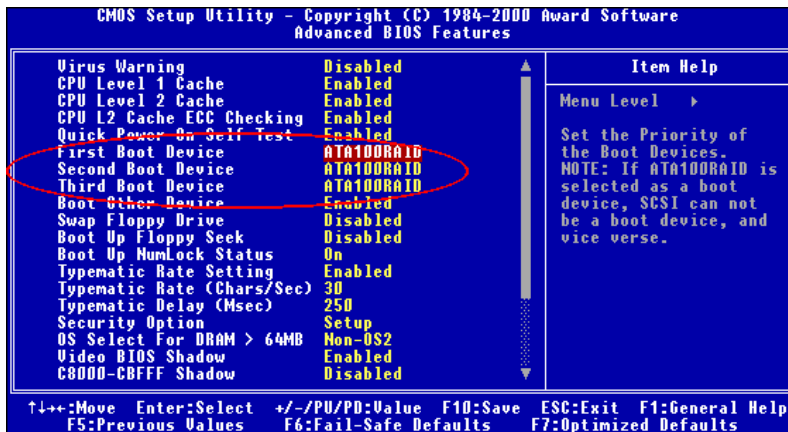 CMOS Setup Utility - Copyright (C) 1984-2000 Award Software
Advanced BIOS Features
Virus Warning Disabled
CPU Level 1 Cache Enabled
CPU Level 2 Cache Enabled
CPU L2 Cache ECC Checking Enabled
Quick Power On Self Test Enabled
First Boot Device ATA100RAID
Second Boot Device ATA100RAID
Third Boot Device ATA100RAID
Boot Other Device Enabled
Swap Floppy Drive Disabled
Boot Up Floppy Seek Disabled
Boot Up NumLock Status On
Typematic Rate Setting Enabled
Typematic Rate (Chars/Sec) 30
Typematic Delay (Msec) 250
Security Option Setup
OS Select For DRAM > 64MB Non-OS2
Video BIOS Shadow Enabled
C8000-CBFFF Shadow Disabled
Item Help
Menu Level ▸
Set the Priority of
the Boot Devices.
NOTE: If ATA100RAID is
selected as a boot
device, SCSI can not
be a boot device, and
vice verse.
↑↓→←:Move Enter:Select +/-/PU/PD:Value F10:Save ESC:Exit F1:General Help
F5:Previous Values F6:Fail-Safe Defaults F7:Optimized Defaults